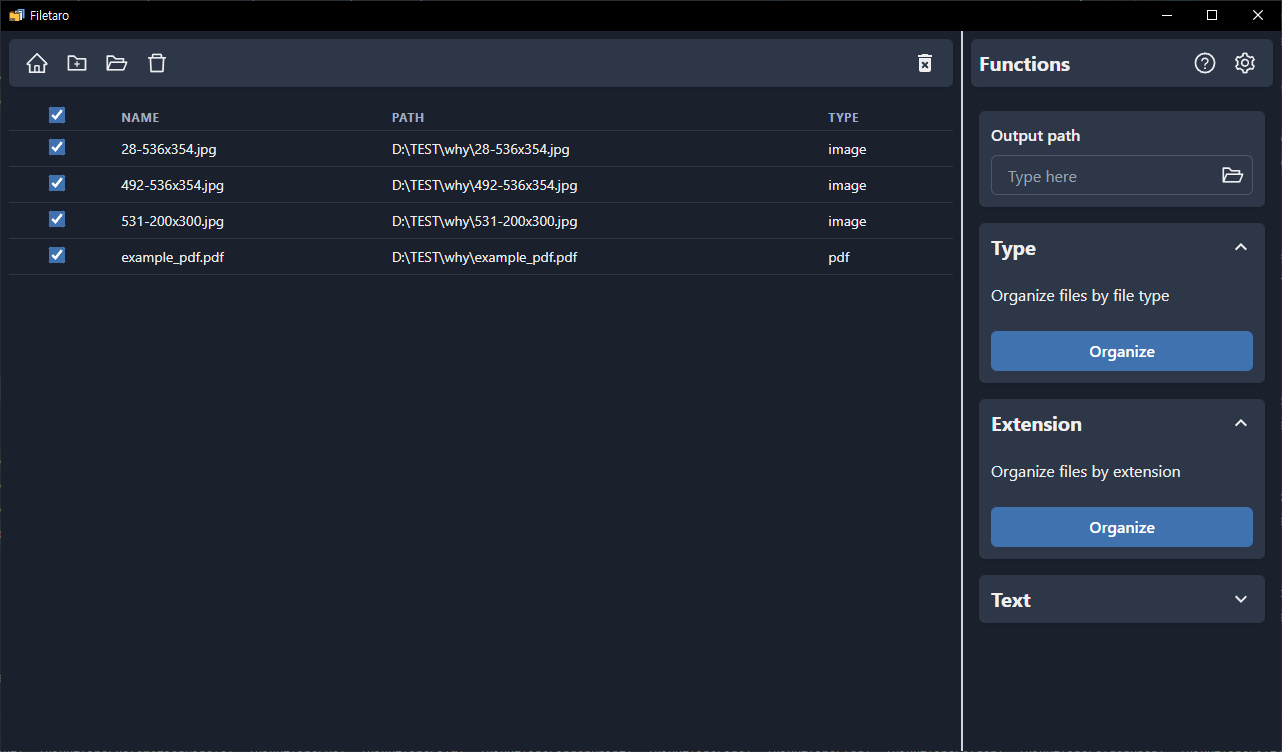 Filetaro
Functions
NAME PATH TYPE
28-536x354.jpg D:\TEST\why\28-536x354.jpg image
492-536x354.jpg D:\TEST\why\492-536x354.jpg image
531-200x300.jpg D:\TEST\why\531-200x300.jpg image
example_pdf.pdf D:\TEST\why\example_pdf.pdf pdf
Output path
Type here
Type
Organize files by file type
Organize
Extension
Organize files by extension
Organize
Text